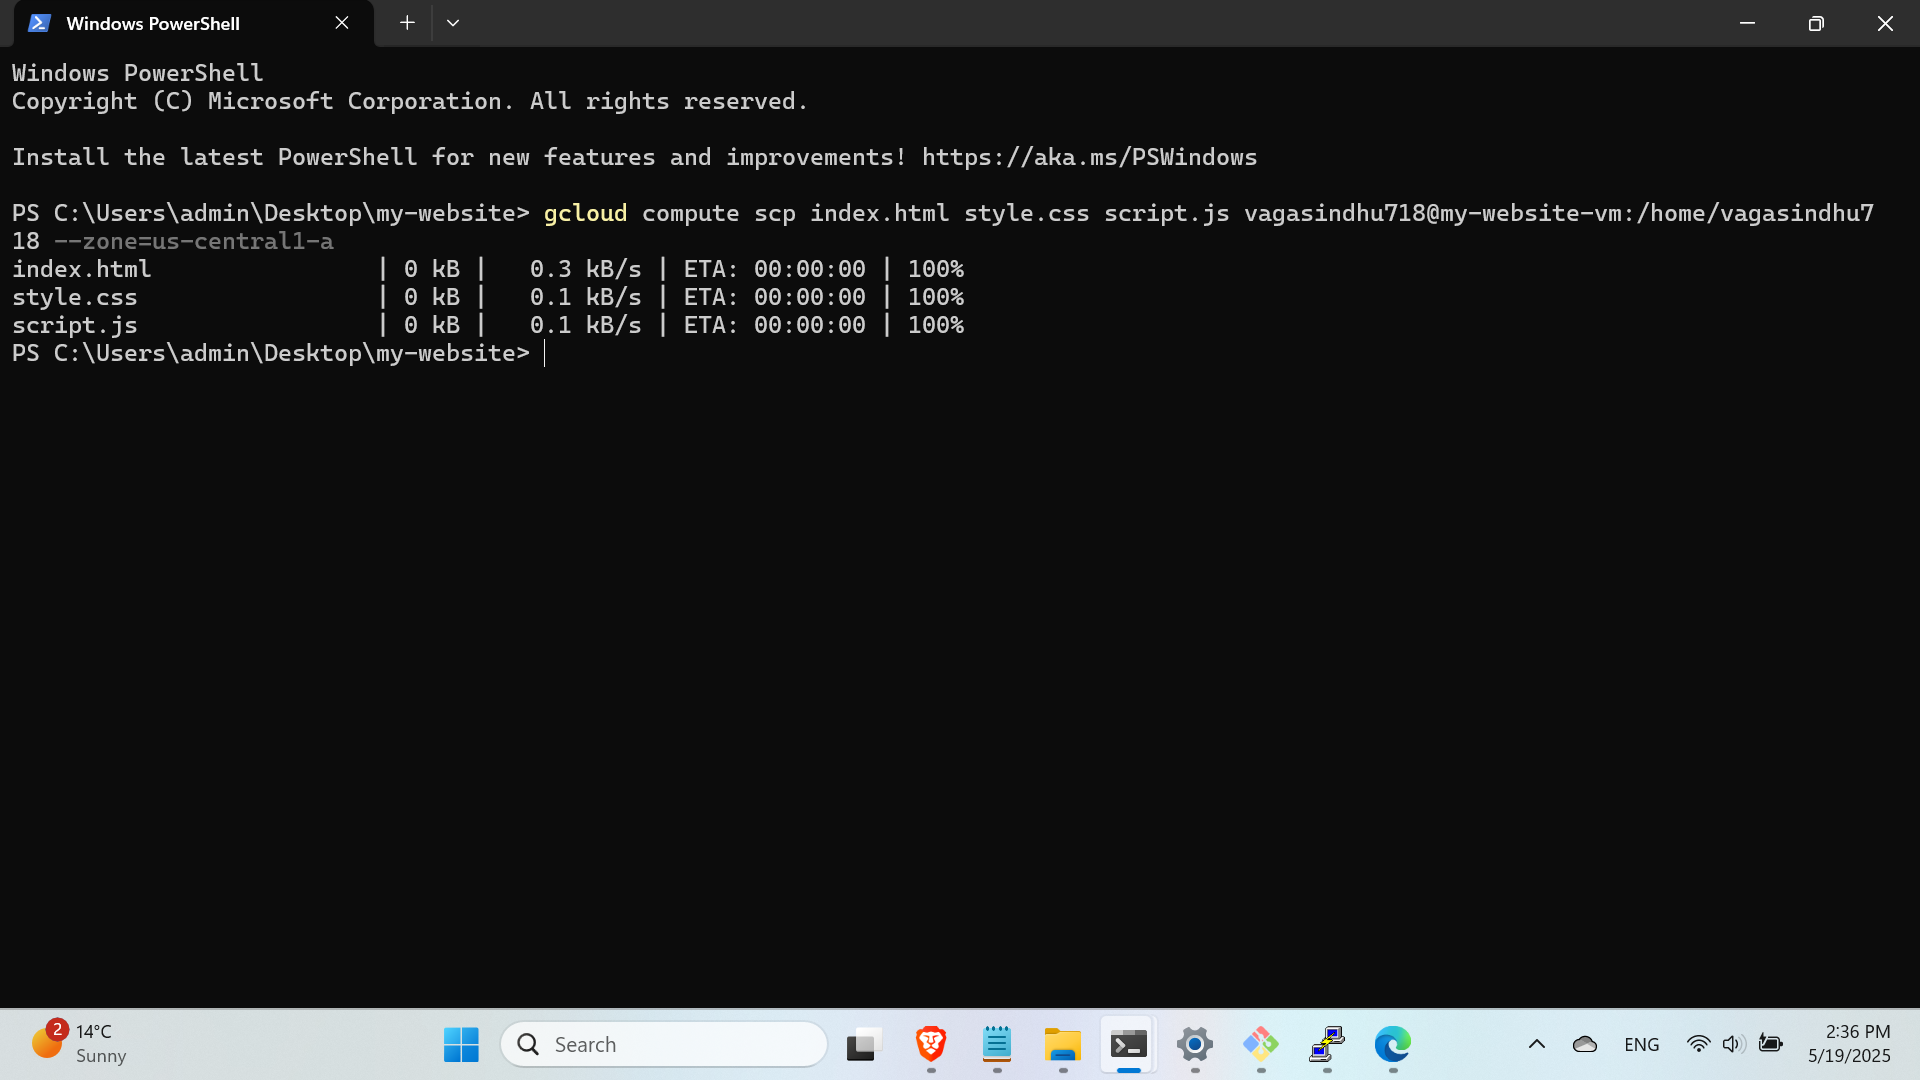 Windows PowerShell
Windows PowerShell
Copyright (C) Microsoft Corporation. All rights reserved.
Install the latest PowerShell for new features and improvements! https://aka.ms/PSWindows
PS C:\Users\admin\Desktop\my-website> gcloud compute scp index.html style.css script.js vagasindhu718@my-website-vm:/home/vagasindhu7
18 --zone=us-central1-a
index.html | 0 kB | 0.3 kB/s | ETA: 00:00:00 | 100%
style.css | 0 kB | 0.1 kB/s | ETA: 00:00:00 | 100%
script.js | 0 kB | 0.1 kB/s | ETA: 00:00:00 | 100%
PS C:\Users\admin\Desktop\my-website>
2
14°C
Sunny
Search
ENG
2:36 PM
5/19/2025